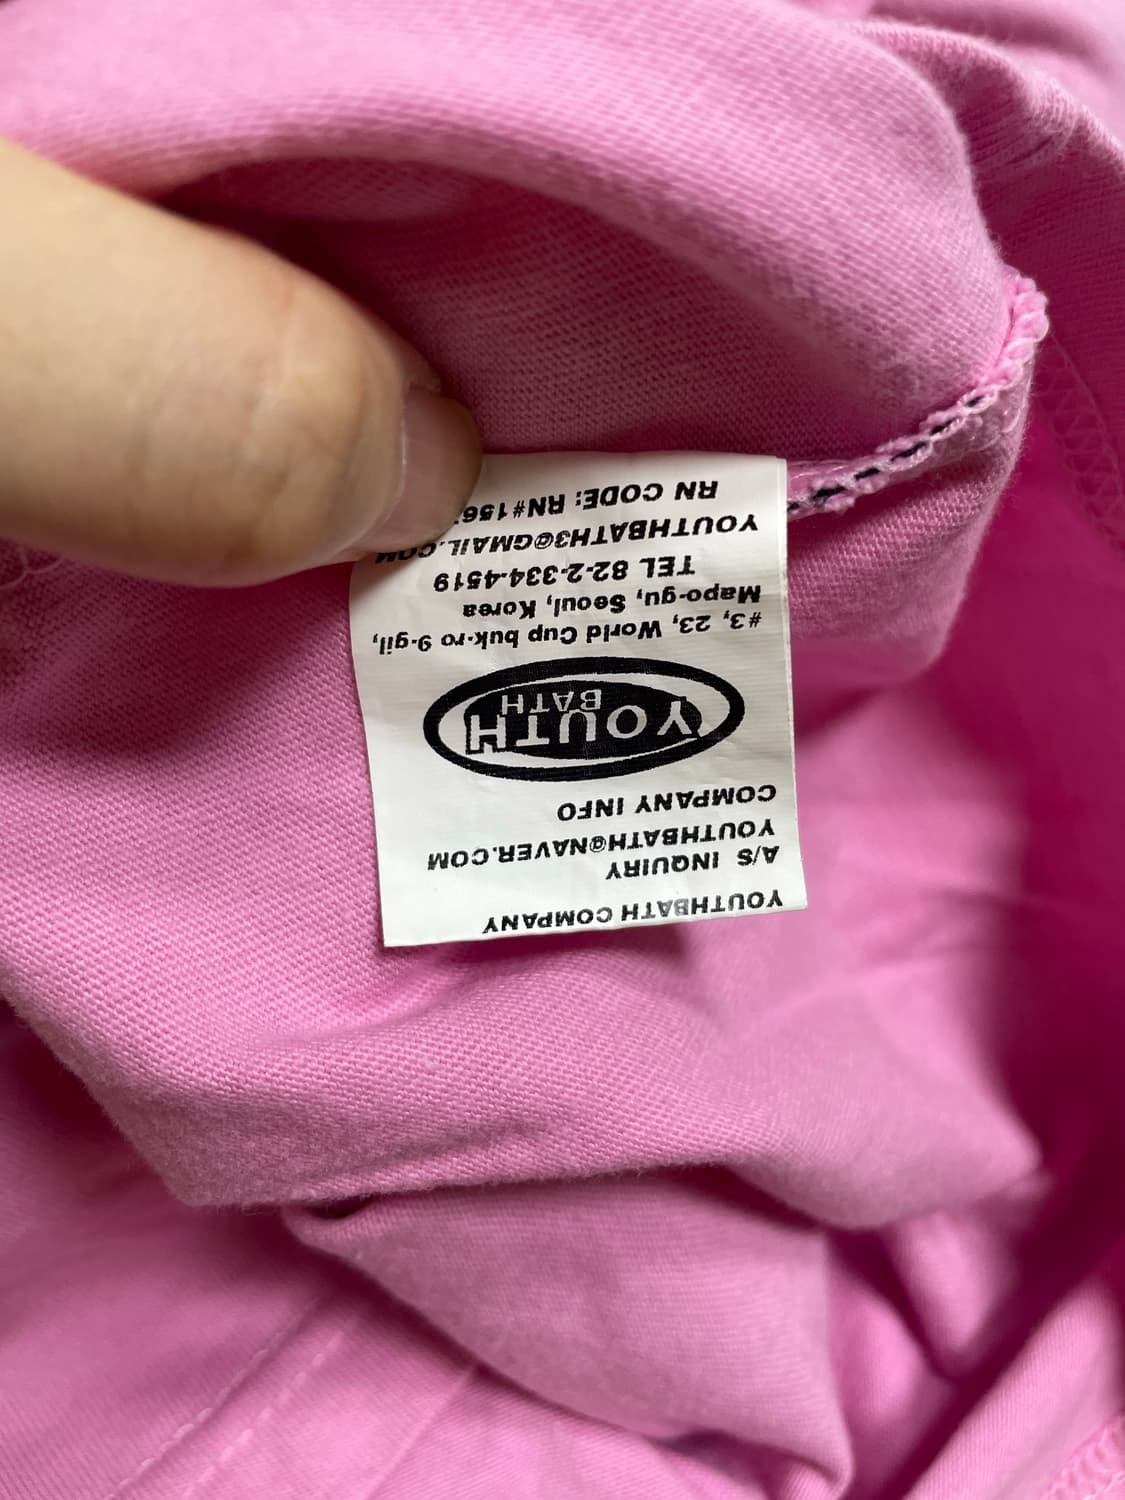 YOUTHBATH COMPANY
A/S INQUIRY
YOUTHBATH@NAVER.COM
COMPANY INFO
YOUTH
BATH
#3, 23, World Cup buk-ro 9-gil,
Mapo-gu, Seoul, Korea
TEL 82-2-334-4519
YOUTHBATH3@GMAIL.COM
RN CODE: RN#156